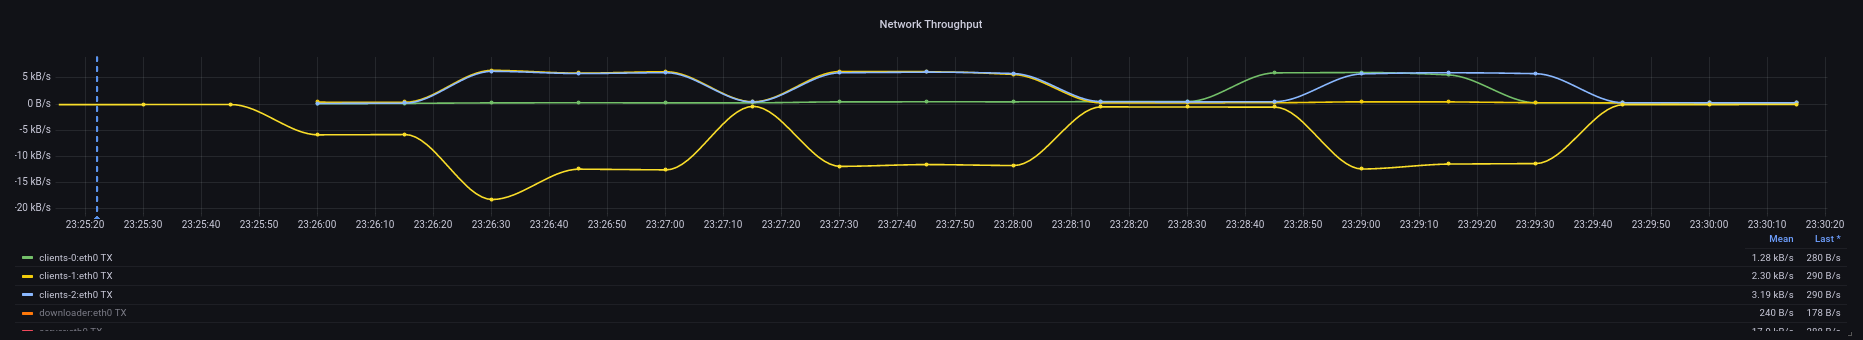 Network Throughput
5 kB/s
0 B/s
-5 kB/s
-10 kB/s
-15 kB/s
-20 kB/s
23:25:20 23:25:30 23:25:40 23:25:50 23:26:00 23:26:10 23:26:20 23:26:30 23:26:40 23:26:50 23:27:00 23:27:10 23:27:20 23:27:30 23:27:40 23:27:50 23:28:00 23:28:10 23:28:20 23:28:30 23:28:40 23:28:50 23:29:00 23:29:10 23:29:20 23:29:30 23:29:40 23:29:50 23:30:00 23:30:10 23:30:20
Mean Last *
clients-0:eth0 TX 1.28 kB/s 280 B/s
clients-1:eth0 TX 2.30 kB/s 290 B/s
clients-2:eth0 TX 3.19 kB/s 290 B/s
downloader:eth0 TX 240 B/s 178 B/s